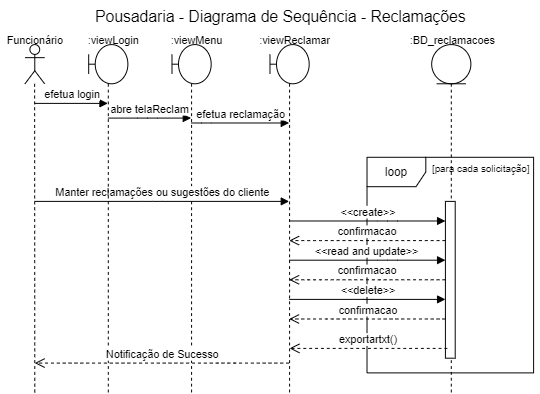 Pousadaria - Diagrama de Sequência - Reclamações
Funcionário
:viewLogin
:viewMenu
:viewReclamar
:BD_reclamacoes
efetua login
abre telaReclam
efetua reclamação
loop
[para cada solicitação]
Manter reclamações ou sugestões do cliente
<<create>>
confirmacao
<<read and update>>
confirmacao
<<delete>>
confirmacao
exportartxt()
Notificação de Sucesso